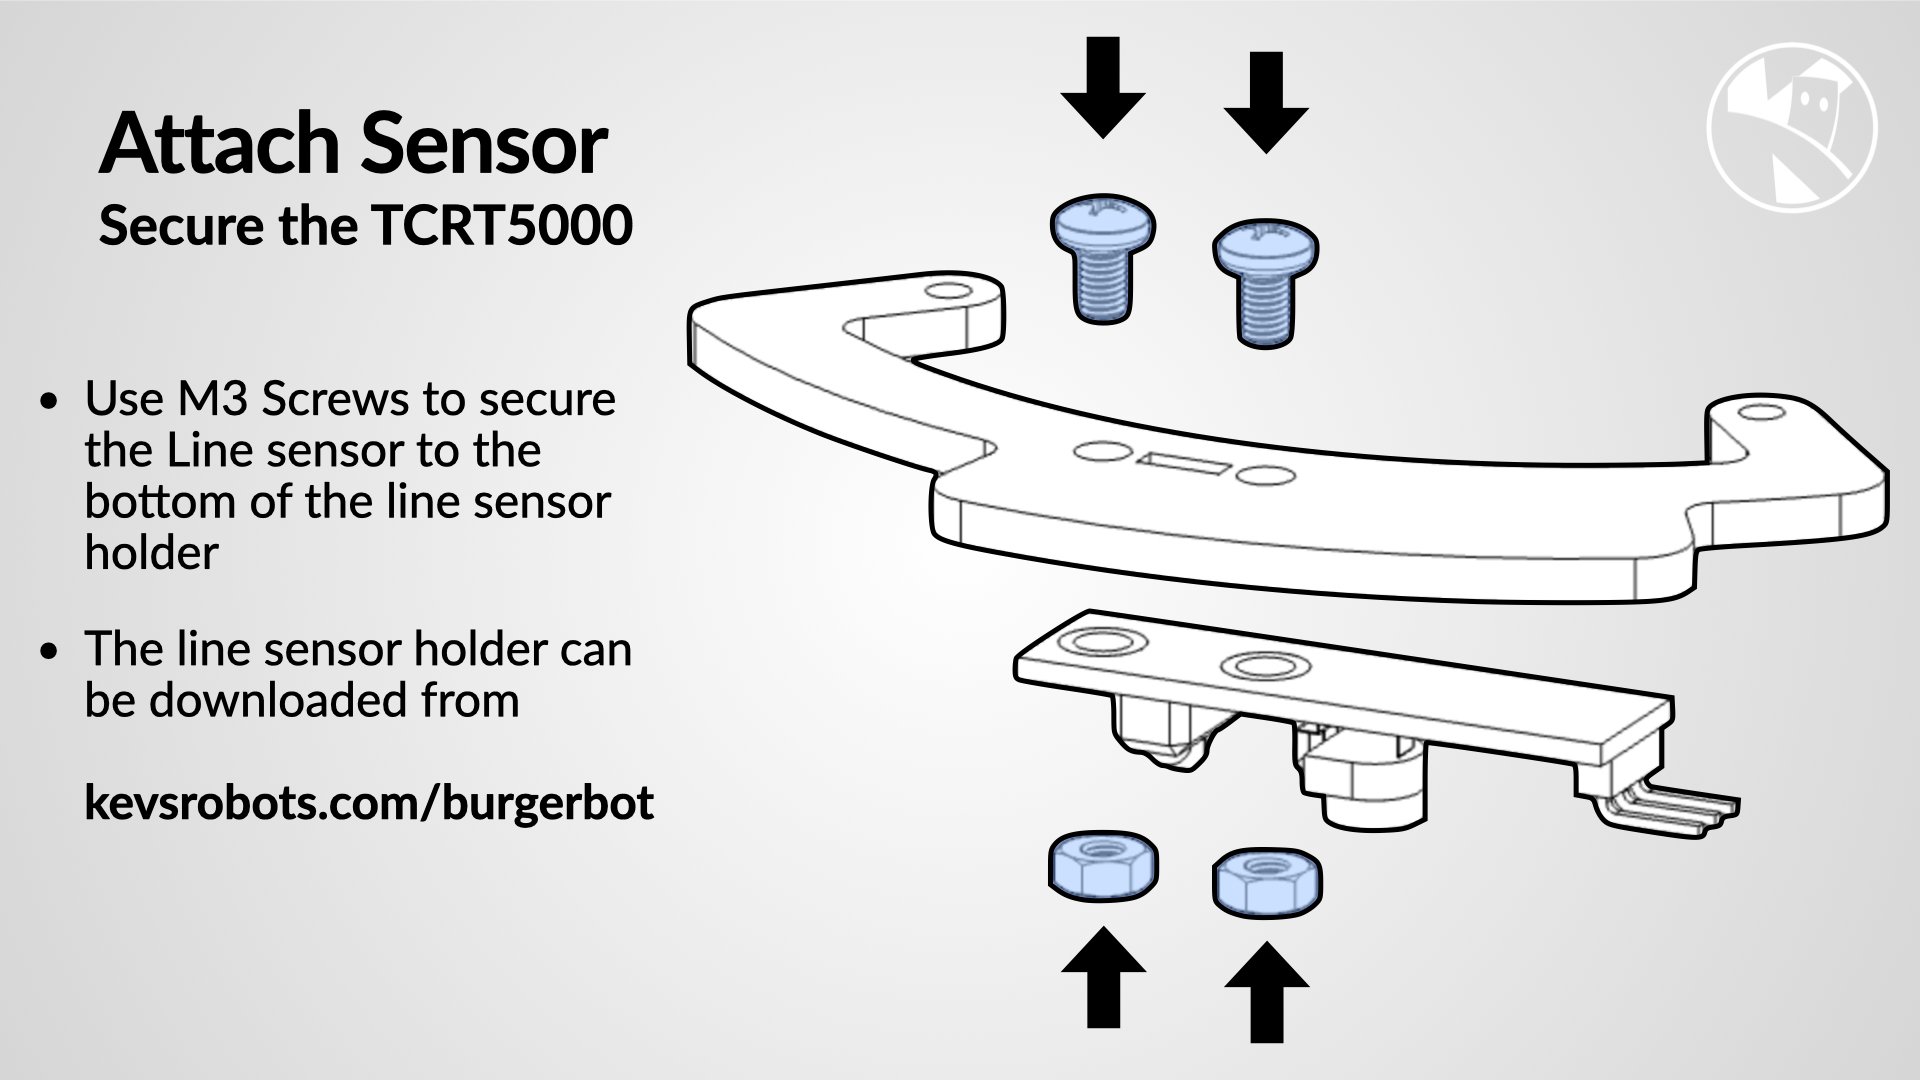 Attach Sensor
Secure the TCRT5000
• Use M3 Screws to secure
the Line sensor to the
bottom of the line sensor
holder
• The line sensor holder can
be downloaded from
kevsrobots.com/burgerbot